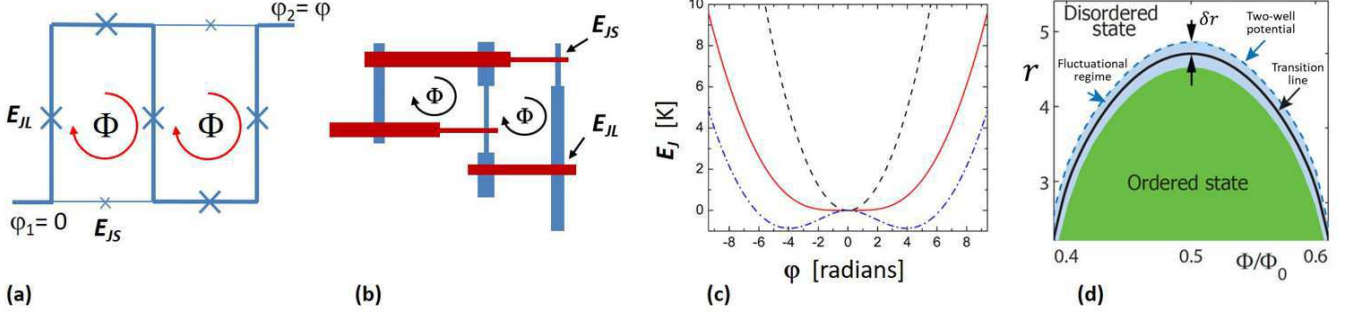 φ₂= φ
E_JL
Φ
Φ
φ₁= 0
E_JS
(a)
E_JS
Φ
Φ
E_JL
(b)
10
8
6
4
2
0
E_J [K]
-8 -6 -4 -2 0 2 4 6 8
φ [radians]
(c)
Disordered
state
δr
Two-well
potential
5
r
Fluctuational
regime
Transition
line
4
3
Ordered state
0.4 0.5 Φ/Φ₀ 0.6
(d)